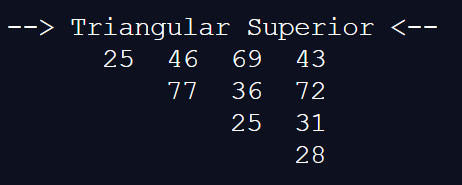 --> Triangular Superior <--
25 46 69 43
77 36 72
25 31
28